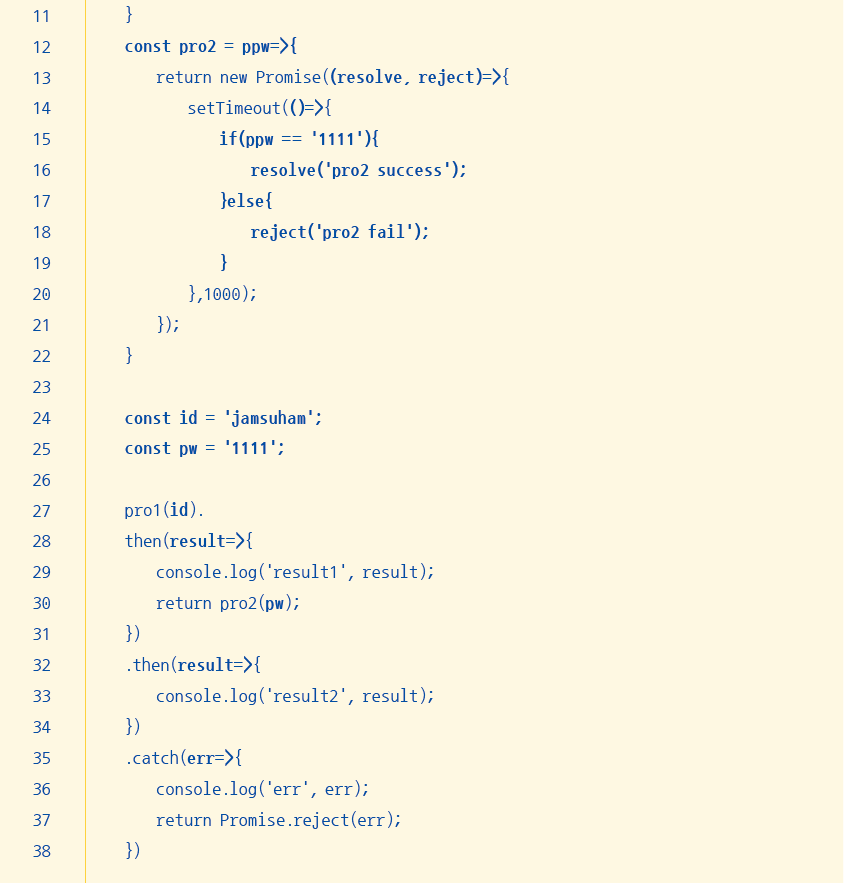 11 }
12 const pro2 = ppw=>{
13 return new Promise((resolve, reject)=>{
14 setTimeout(()=>{
15 if(ppw == '1111'){
16 resolve('pro2 success');
17 }else{
18 reject('pro2 fail');
19 }
20 },1000);
21 });
22 }
23
24 const id = 'jamsuham';
25 const pw = '1111';
26
27 pro1(id).
28 then(result=>{
29 console.log('result1', result);
30 return pro2(pw);
31 })
32 .then(result=>{
33 console.log('result2', result);
34 })
35 .catch(err=>{
36 console.log('err', err);
37 return Promise.reject(err);
38 })